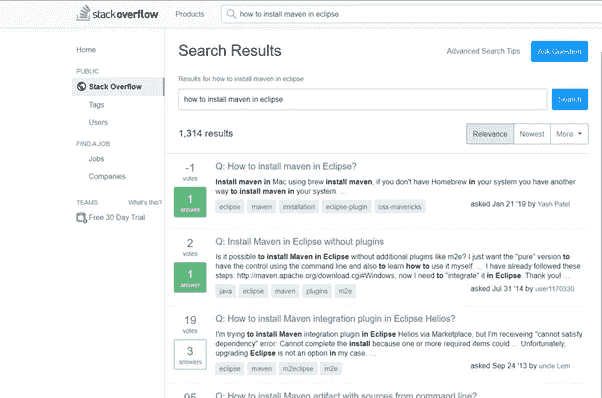 stackoverflow Products how to install maven in eclipse
Home
PUBLIC
Stack Overflow
Tags
Users
FIND A JOB
Jobs
Companies
TEAMS What's this?
Free 30 Day Trial
Search Results
Advanced Search Tips
Ask Question
Results for how to install maven in eclipse
how to install maven in eclipse
Search
1,314 results
Relevance Newest More
-1
votes
1
answer
Q: How to install maven in Eclipse?
Install maven in Mac using brew install maven, if you don't have Homebrew in your system you have another
way to install maven in your system. ...
eclipse maven installation eclipse-plugin osx-mavericks
asked Jan 21 '19 by Yash Patel
2
votes
1
answer
Q: Install Maven in Eclipse without plugins
Is it possible to install Maven in Eclipse without additional plugins like m2e? I just want the "pure" version to
have the control using the command line and also to learn how to use it myself. ... I have already followed these
steps: http://maven.apache.org/download.cgi#Windows, now I need to "integrate" it in Eclipse. Thank you! ...
java eclipse maven plugins m2e
asked Jul 31 '14 by user1170330
19
votes
3
answers
Q: How to install Maven integration plugin in Eclipse Helios?
I'm trying to install Maven integration plugin in Eclipse Helios via Marketplace, but I'm receiveing "cannot satisfy
dependency" error: Cannot complete the install because one or more required items could ... Unfortunately,
upgrading Eclipse is not an option in my case. ...
eclipse maven m2eclipse m2e
asked Sep 24 '13 by uncle Lem
95
Q: How to install Maven artifact with sources from command line?